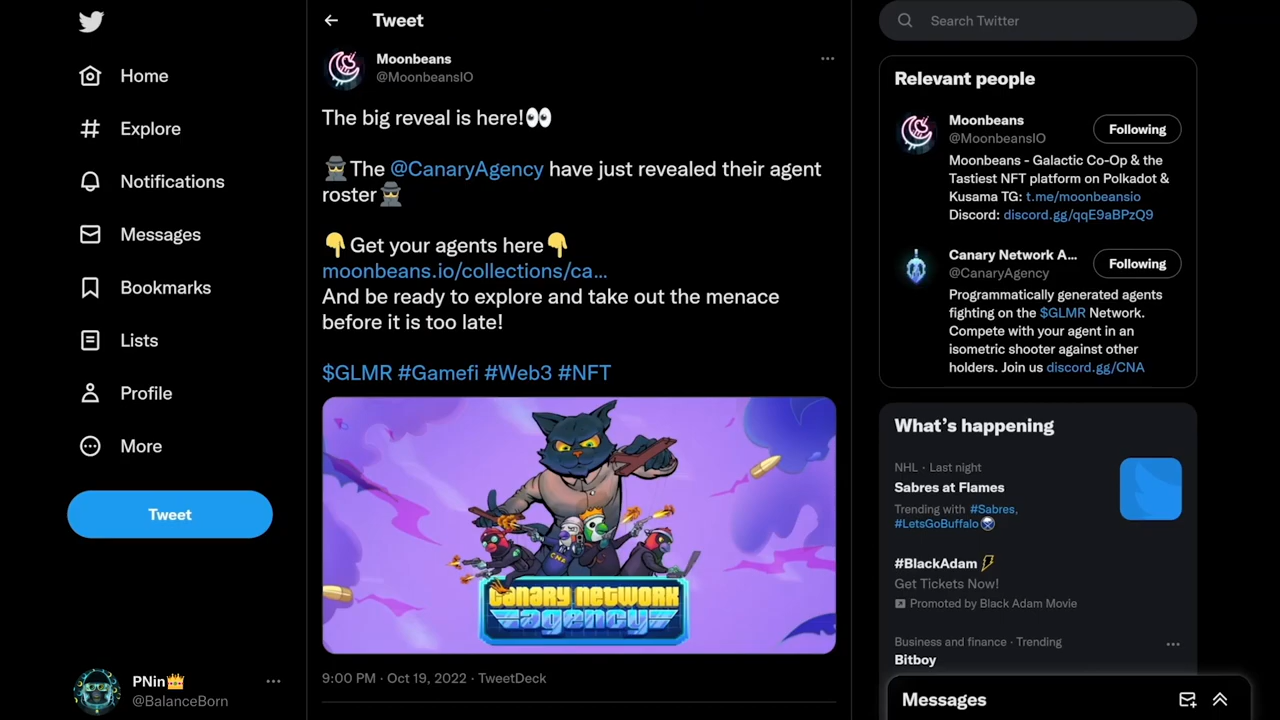 Home
Explore
Notifications
Messages
Bookmarks
Lists
Profile
More
Tweet
PNin👑
@BalanceBorn
Tweet
Moonbeans
@MoonbeansIO
The big reveal is here!👀
🕵️The @CanaryAgency have just revealed their agent
roster🕵️
👇Get your agents here👇
moonbeans.io/collections/ca...
And be ready to explore and take out the menace
before it is too late!
$GLMR #Gamefi #Web3 #NFT
CNA
canary network
agency
9:00 PM · Oct 19, 2022 · TweetDeck
Search Twitter
Relevant people
Moonbeans
@MoonbeansIO
Following
Moonbeans - Galactic Co-Op & the
Tastiest NFT platform on Polkadot &
Kusama TG: t.me/moonbeansio
Discord: discord.gg/qqE9aBPzQ9
Canary Network A...
@CanaryAgency
Following
Programmatically generated agents
fighting on the $GLMR Network.
Compete with your agent in an
isometric shooter against other
holders. Join us discord.gg/CNA
What's happening
NHL · Last night
Sabres at Flames
Trending with #Sabres,
#LetsGoBuffalo
#BlackAdam
Get Tickets Now!
Promoted by Black Adam Movie
Business and finance · Trending
Bitboy
Messages